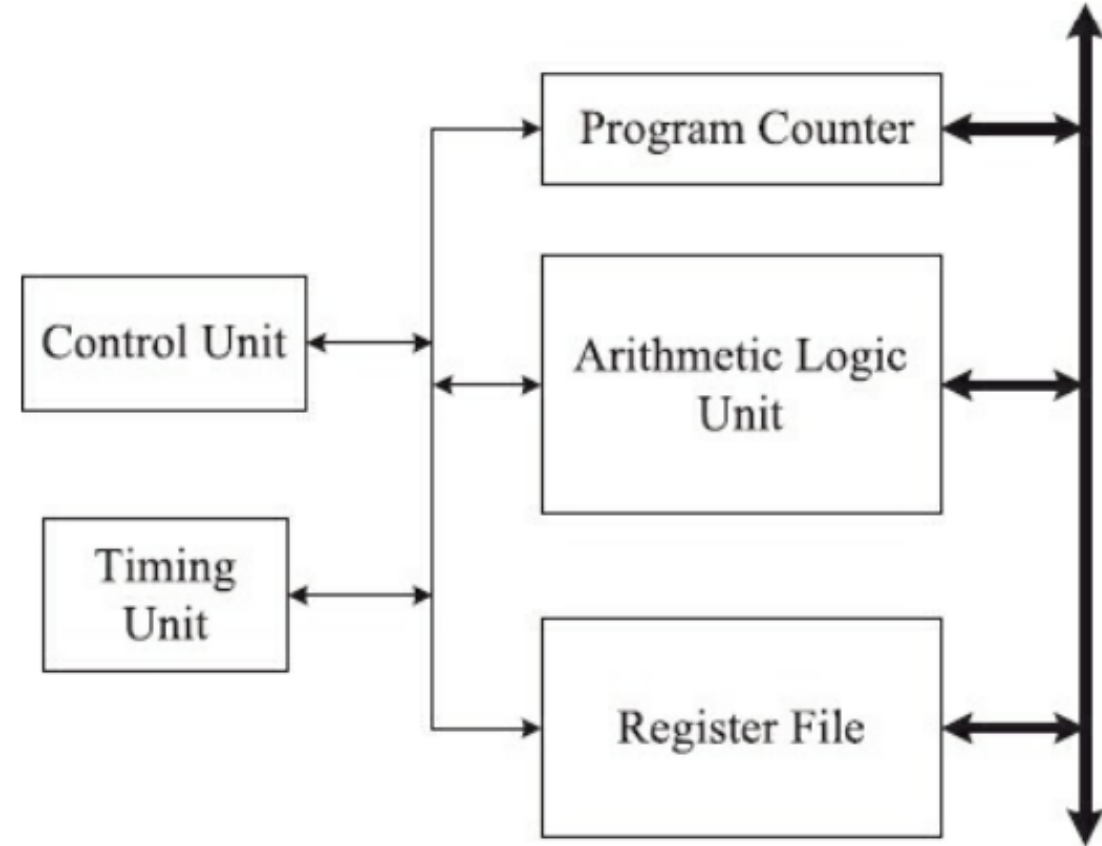 Program Counter
Control Unit
Arithmetic Logic
Unit
Timing
Unit
Register File